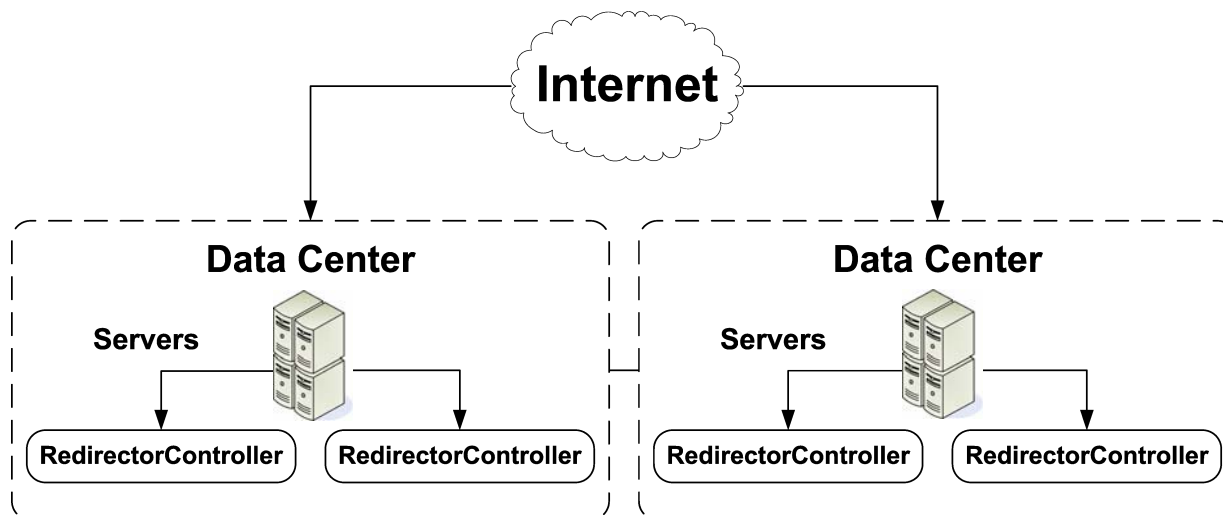 Internet
Data Center
Servers
RedirectorController
RedirectorController
Data Center
Servers
RedirectorController
RedirectorController